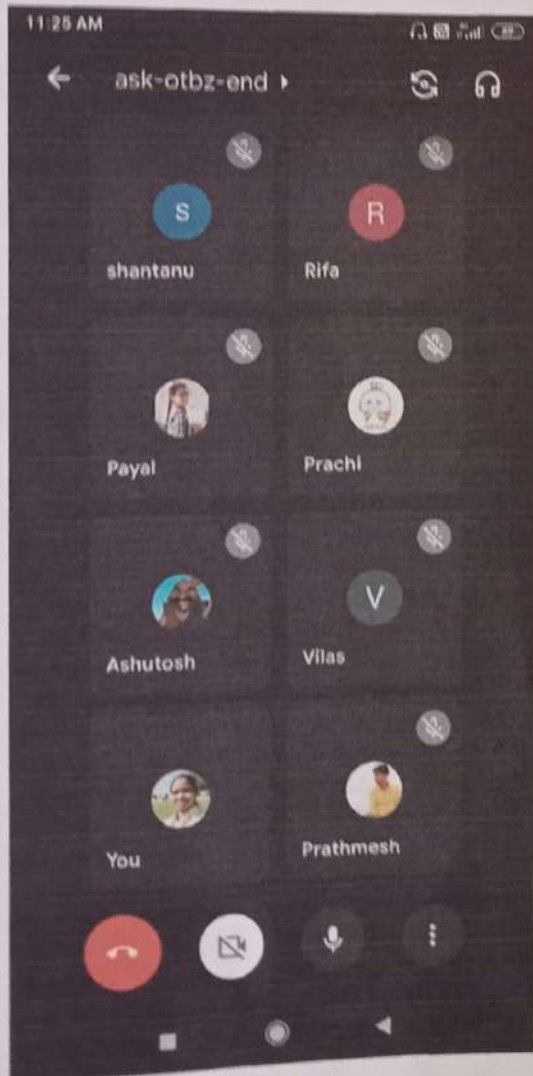 11:25 AM
ask-otbz-end
S
R
shantanu
Rifa
Payal
Prachi
V
Ashutosh
Vilas
You
Prathmesh